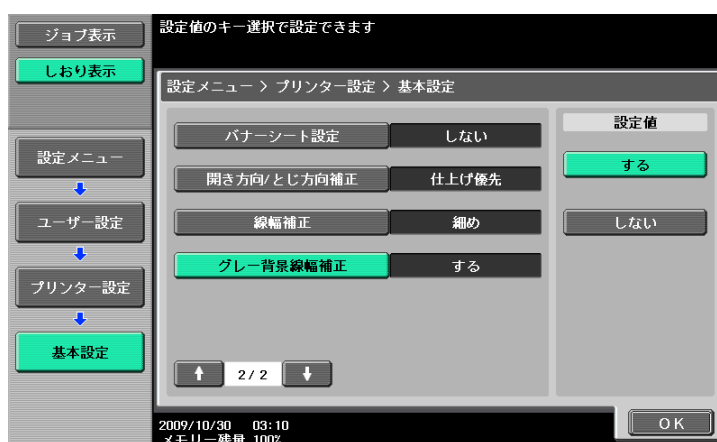 ジョブ表示
設定値のキー選択で設定できます
しおり表示
設定メニュー > プリンター設定 > 基本設定
設定値
バナーシート設定 しない
する
開き方向/とじ方向補正 仕上げ優先
しない
線幅補正 細め
グレー背景線幅補正 する
設定メニュー
ユーザー設定
プリンター設定
基本設定
2/2
2009/10/30 03:10
メモリー残量 100%
OK